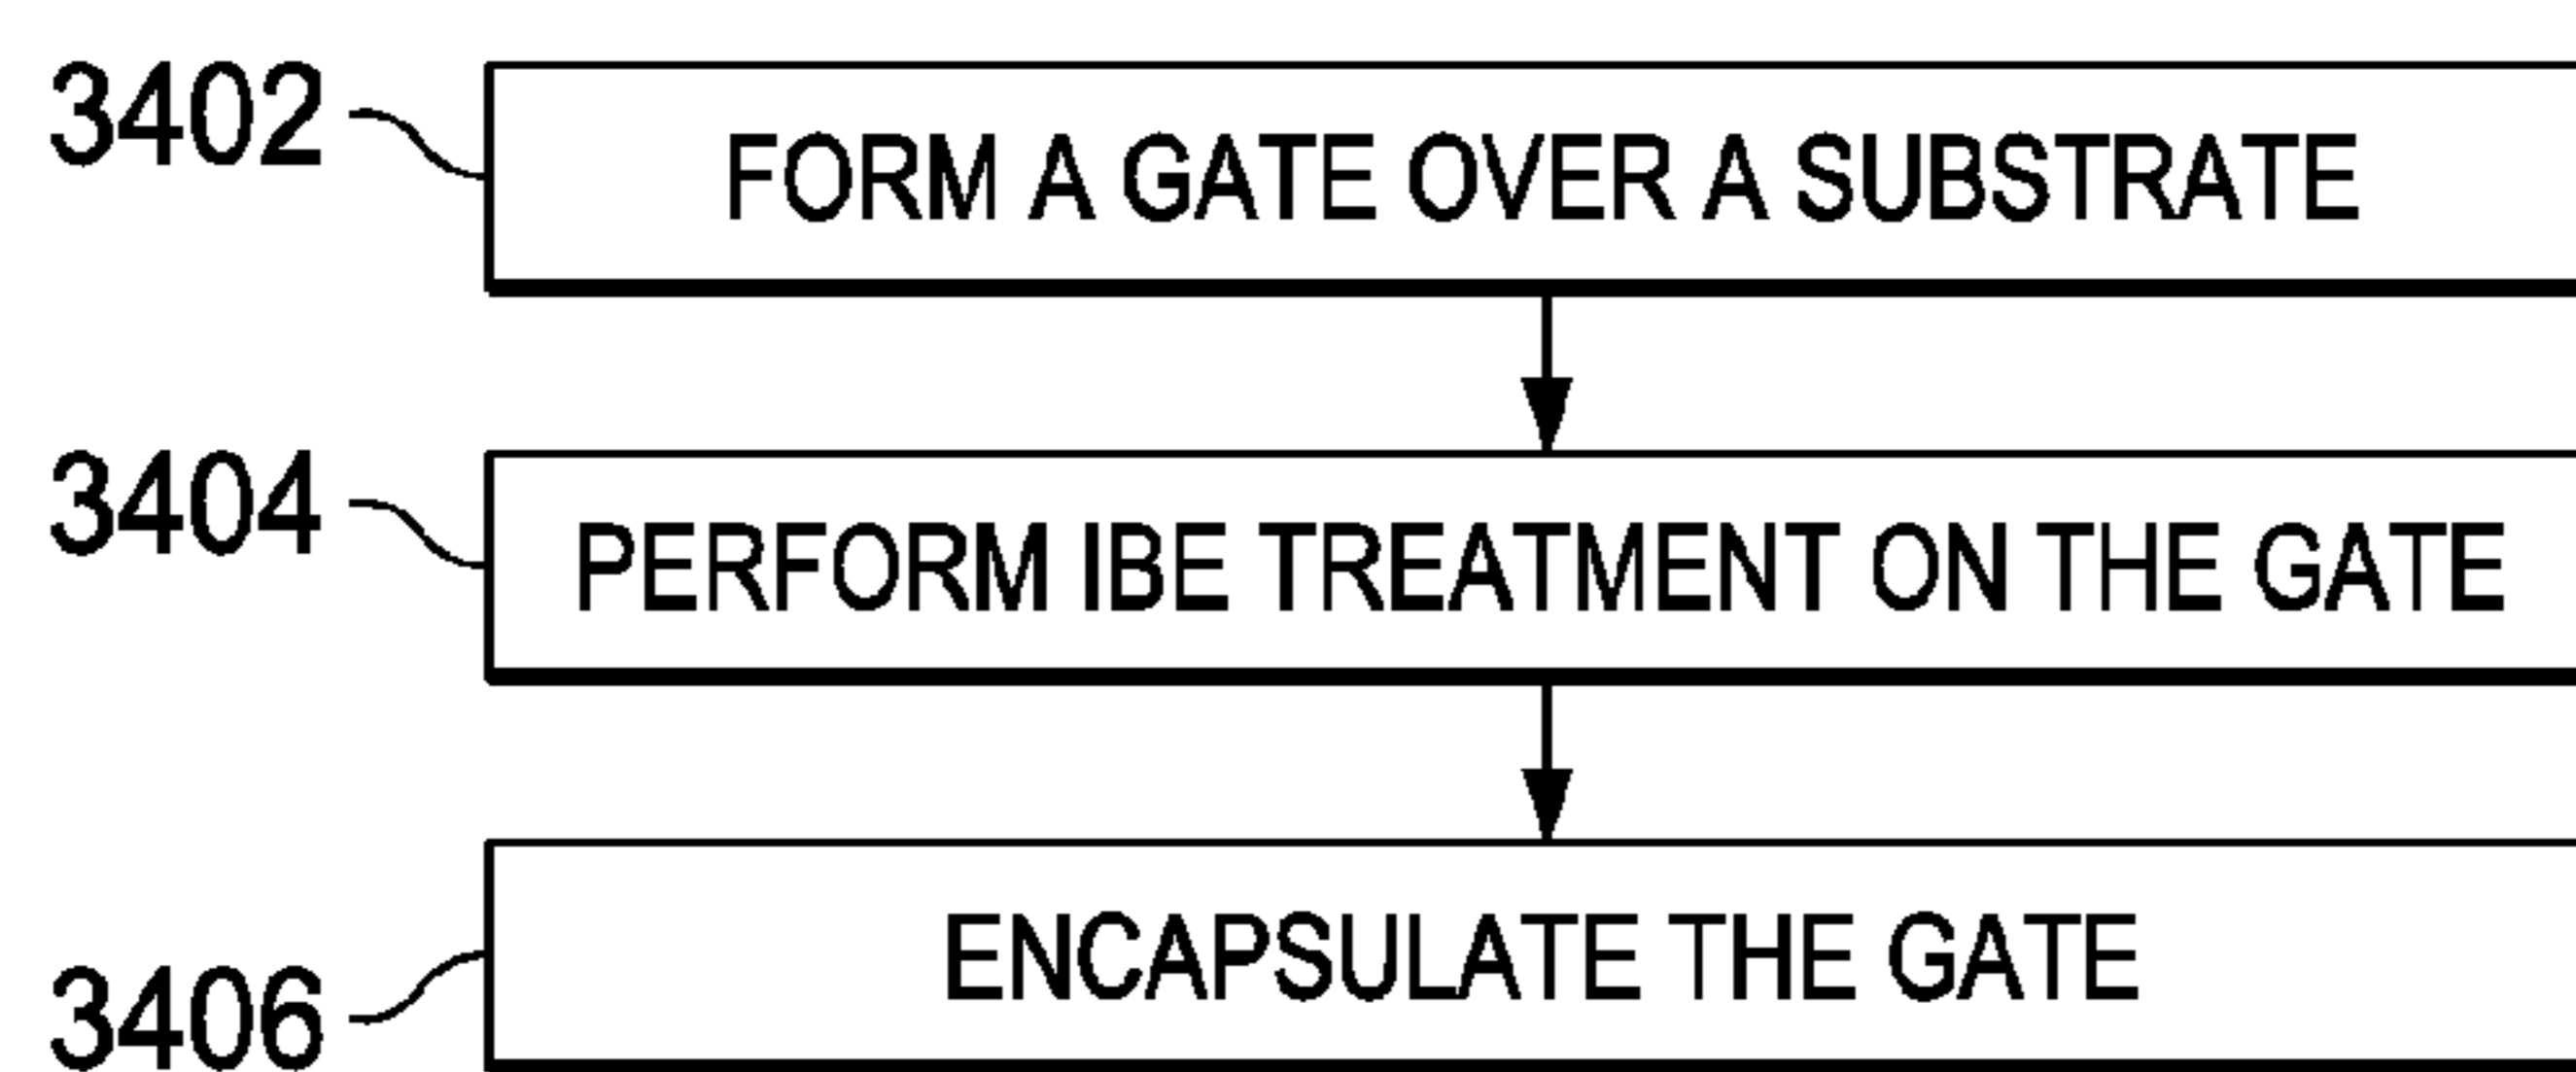 3402
FORM A GATE OVER A SUBSTRATE
3404
PERFORM IBE TREATMENT ON THE GATE
ENCAPSULATE THE GATE
3406